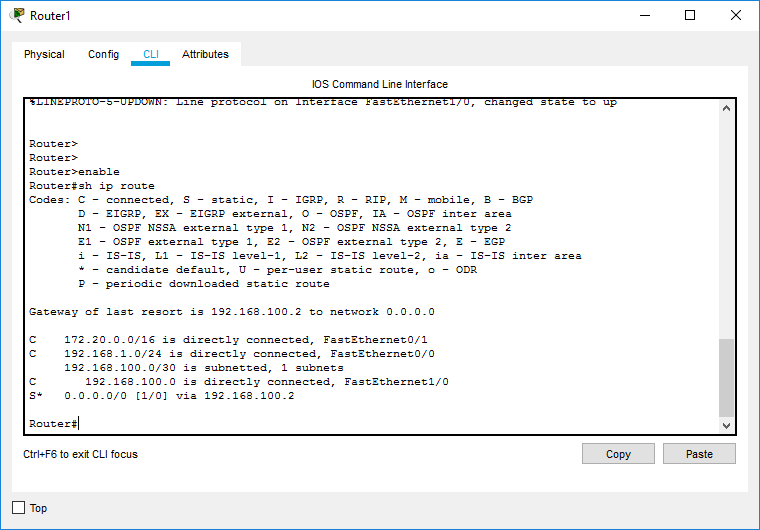 Router1
Physical Config CLI Attributes
IOS Command Line Interface
%LINEPROTO-5-UPDOWN: Line protocol on Interface FastEthernet1/0, changed state to up
Router>
Router>
Router>enable
Router#sh ip route
Codes: C - connected, S - static, I - IGRP, R - RIP, M - mobile, B - BGP
       D - EIGRP, EX - EIGRP external, O - OSPF, IA - OSPF inter area
       N1 - OSPF NSSA external type 1, N2 - OSPF NSSA external type 2
       E1 - OSPF external type 1, E2 - OSPF external type 2, E - EGP
       i - IS-IS, L1 - IS-IS level-1, L2 - IS-IS level-2, ia - IS-IS inter area
       * - candidate default, U - per-user static route, o - ODR
       P - periodic downloaded static route
Gateway of last resort is 192.168.100.2 to network 0.0.0.0
C    172.20.0.0/16 is directly connected, FastEthernet0/1
C    192.168.1.0/24 is directly connected, FastEthernet0/0
     192.168.100.0/30 is subnetted, 1 subnets
C       192.168.100.0 is directly connected, FastEthernet1/0
S*   0.0.0.0/0 [1/0] via 192.168.100.2
Router#
Ctrl+F6 to exit CLI focus
Copy Paste
Top